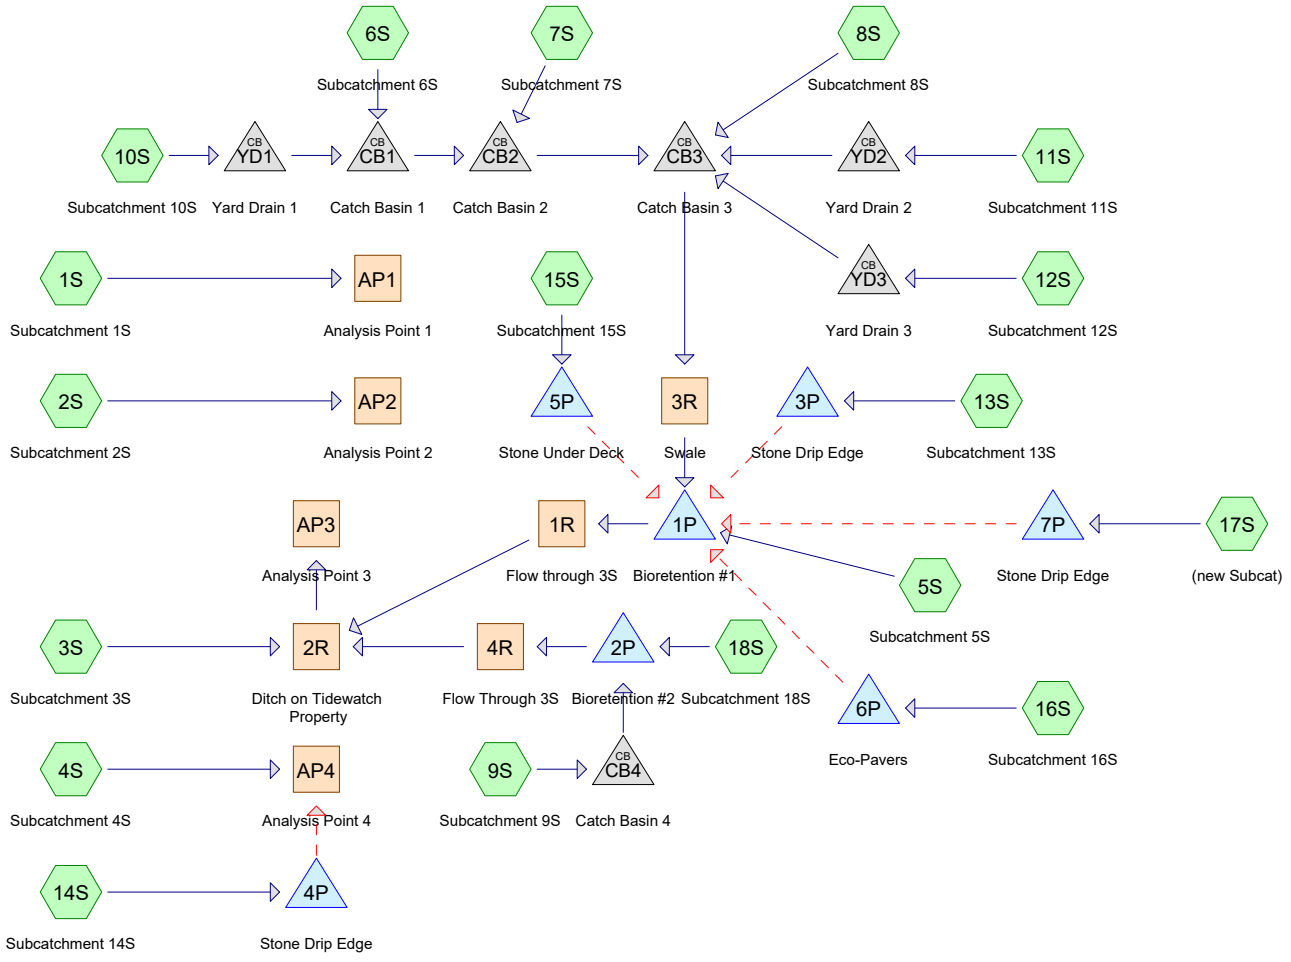 6S
7S
8S
Subcatchment 6S
Subcatchment 7S
Subcatchment 8S
10S
CB
YD1
CB
CB1
CB
CB2
CB
CB3
CB
YD2
11S
Subcatchment 10S
Yard Drain 1
Catch Basin 1
Catch Basin 2
Catch Basin 3
Yard Drain 2
Subcatchment 11S
1S
AP1
15S
CB
YD3
12S
Subcatchment 1S
Analysis Point 1
Subcatchment 15S
Yard Drain 3
Subcatchment 12S
2S
AP2
5P
3R
3P
13S
Subcatchment 2S
Analysis Point 2
Stone Under Deck
Swale
Stone Drip Edge
Subcatchment 13S
AP3
1R
1P
7P
17S
Analysis Point 3
Flow through 3S
Bioretention #1
Stone Drip Edge
(new Subcat)
5S
Subcatchment 5S
3S
2R
4R
2P
18S
Subcatchment 3S
Ditch on Tidewatch
Property
Flow Through 3S
Bioretention #2
Subcatchment 18S
6P
16S
Eco-Pavers
Subcatchment 16S
4S
AP4
9S
CB
CB4
Subcatchment 4S
Analysis Point 4
Subcatchment 9S
Catch Basin 4
14S
4P
Subcatchment 14S
Stone Drip Edge